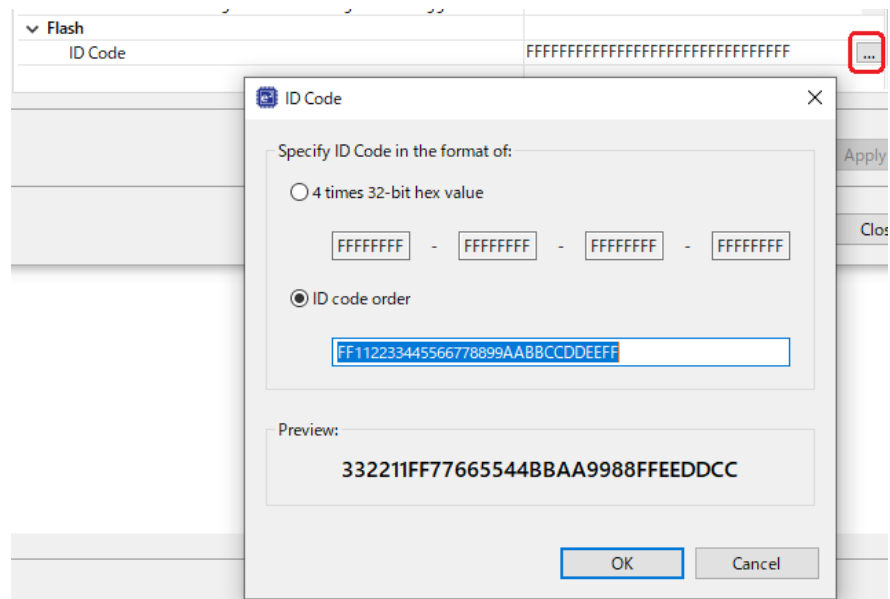 Flash
ID Code FFFFFFFFFFFFFFFFFFFFFFFFFFFFFFFF ...
ID Code
Specify ID Code in the format of:
Apply
4 times 32-bit hex value
FFFFFFFF - FFFFFFFF - FFFFFFFF - FFFFFFFF
Clos
ID code order
FF112233445566778899AABBCCDDEEFF
Preview:
332211FF77665544BBAA9988FFEEDDCC
OK Cancel